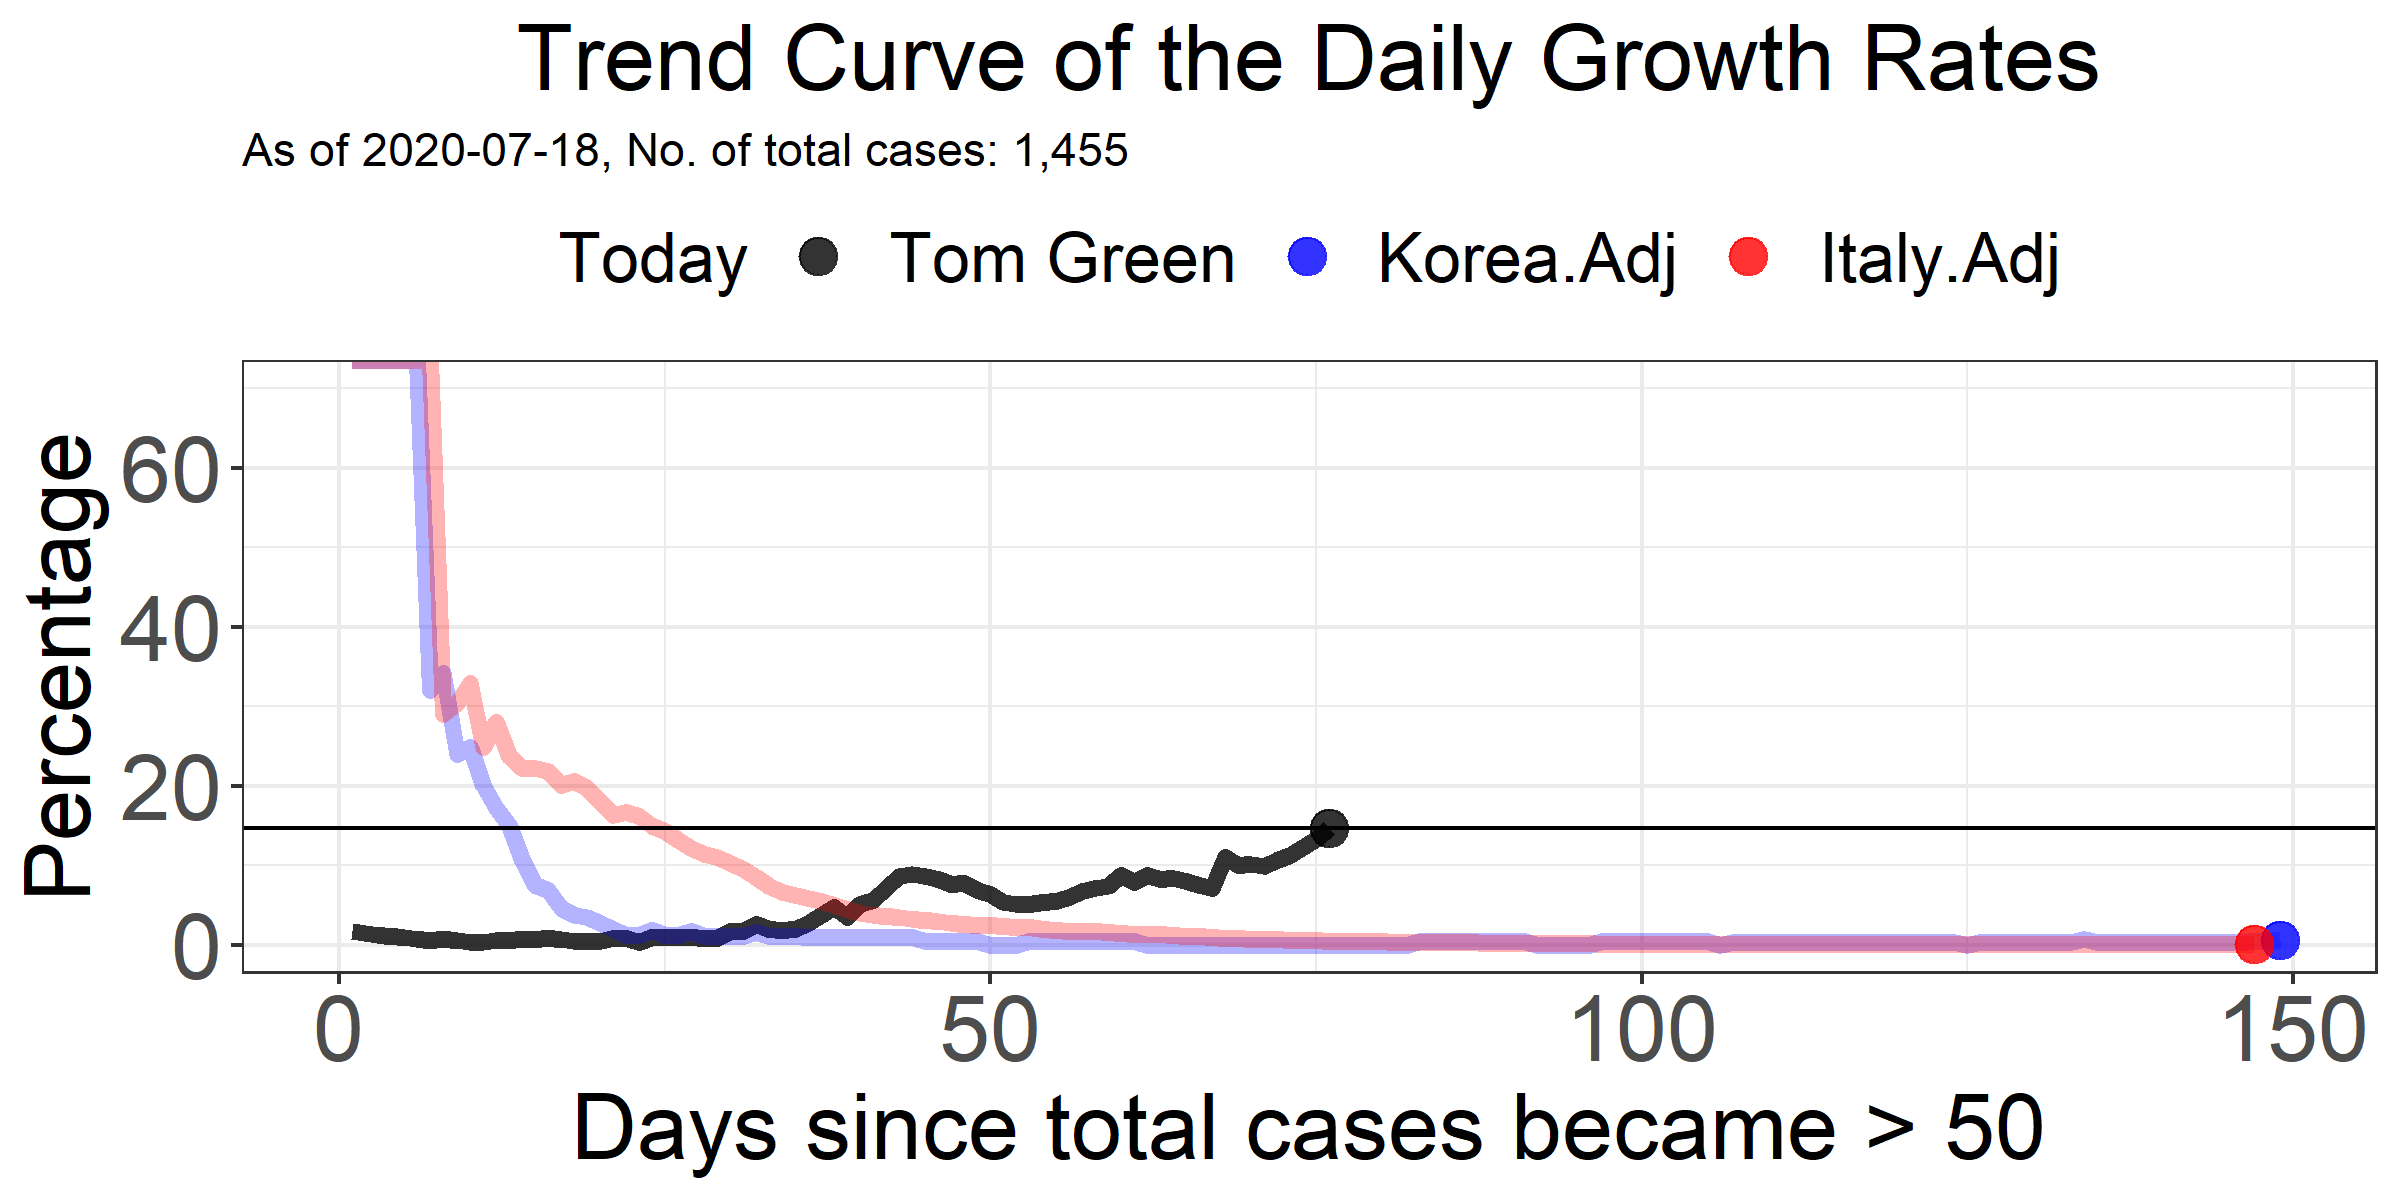 Trend Curve of the Daily Growth Rates
As of 2020-07-18, No. of total cases: 1,455
Today Tom Green Korea.Adj Italy.Adj
Percentage
60
40
20
0
0 50 100 150
Days since total cases became > 50